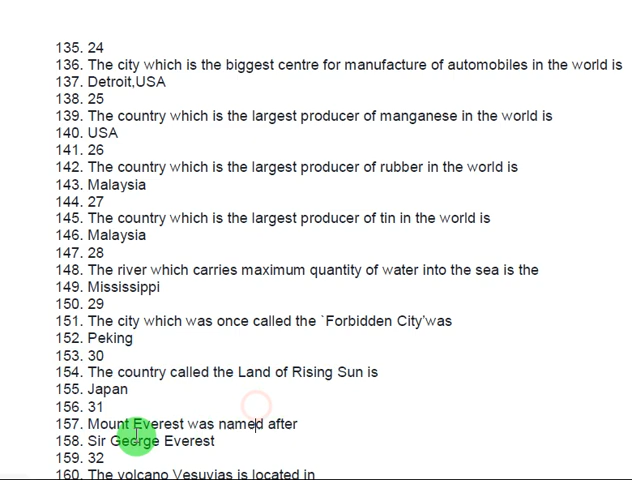 135. 24
136. The city which is the biggest centre for manufacture of automobiles in the world is
137. Detroit,USA
138. 25
139. The country which is the largest producer of manganese in the world is
140. USA
141. 26
142. The country which is the largest producer of rubber in the world is
143. Malaysia
144. 27
145. The country which is the largest producer of tin in the world is
146. Malaysia
147. 28
148. The river which carries maximum quantity of water into the sea is the
149. Mississippi
150. 29
151. The city which was once called the `Forbidden City'was
152. Peking
153. 30
154. The country called the Land of Rising Sun is
155. Japan
156. 31
157. Mount Everest was named after
158. Sir George Everest
159. 32
160. The volcano Vesuvias is located in